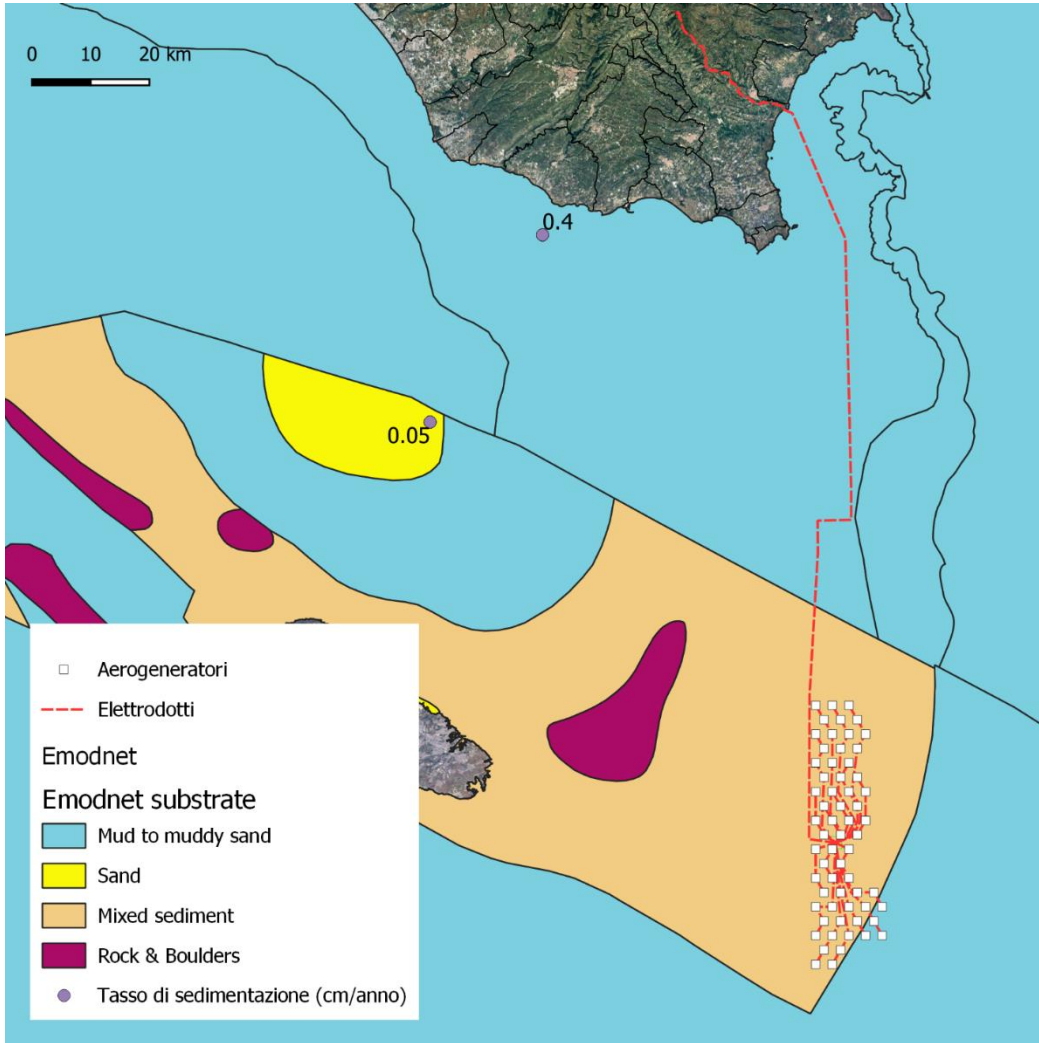 0 10 20 km
0.4
0.05
Aerogeneratori
Elettrodotti
Emodnet
Emodnet substrate
Mud to muddy sand
Sand
Mixed sediment
Rock & Boulders
Tasso di sedimentazione (cm/anno)